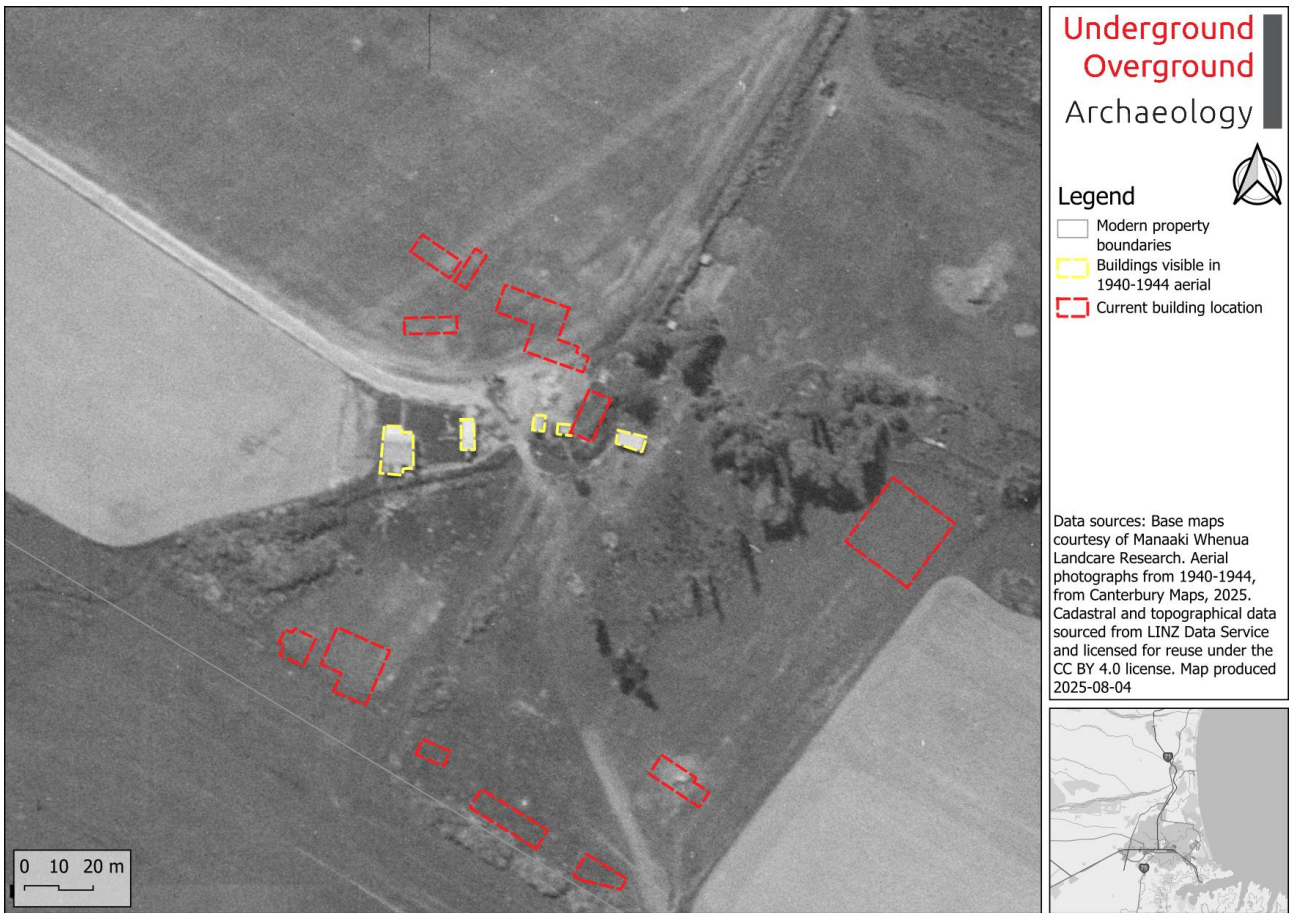 Underground
Overground
Archaeology
Legend
Modern property
boundaries
Buildings visible in
1940-1944 aerial
Current building location
Data sources: Base maps
courtesy of Manaaki Whenua
Landcare Research. Aerial
photographs from 1940-1944,
from Canterbury Maps, 2025.
Cadastral and topographical data
sourced from LINZ Data Service
and licensed for reuse under the
CC BY 4.0 license. Map produced
2025-08-04
0 10 20 m